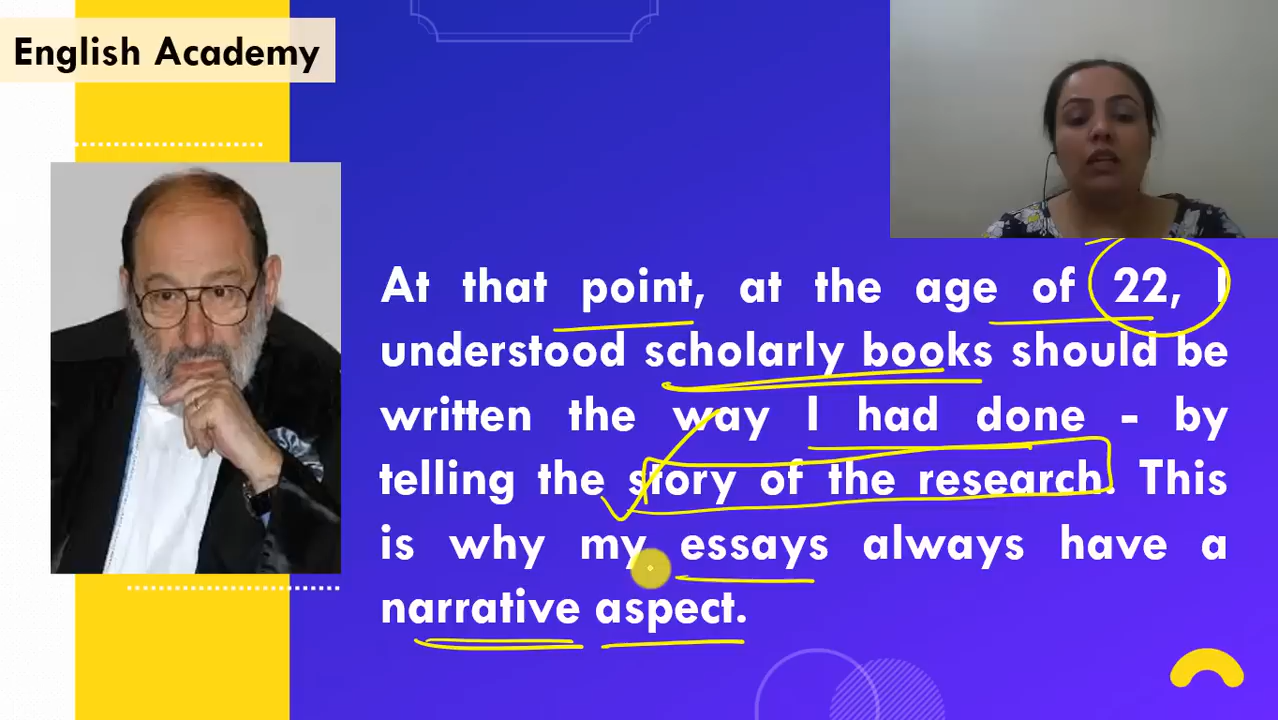 English Academy
At that point, at the age of 22, I
understood scholarly books should be
written the way I had done - by
telling the story of the research. This
is why my essays always have a
narrative aspect.